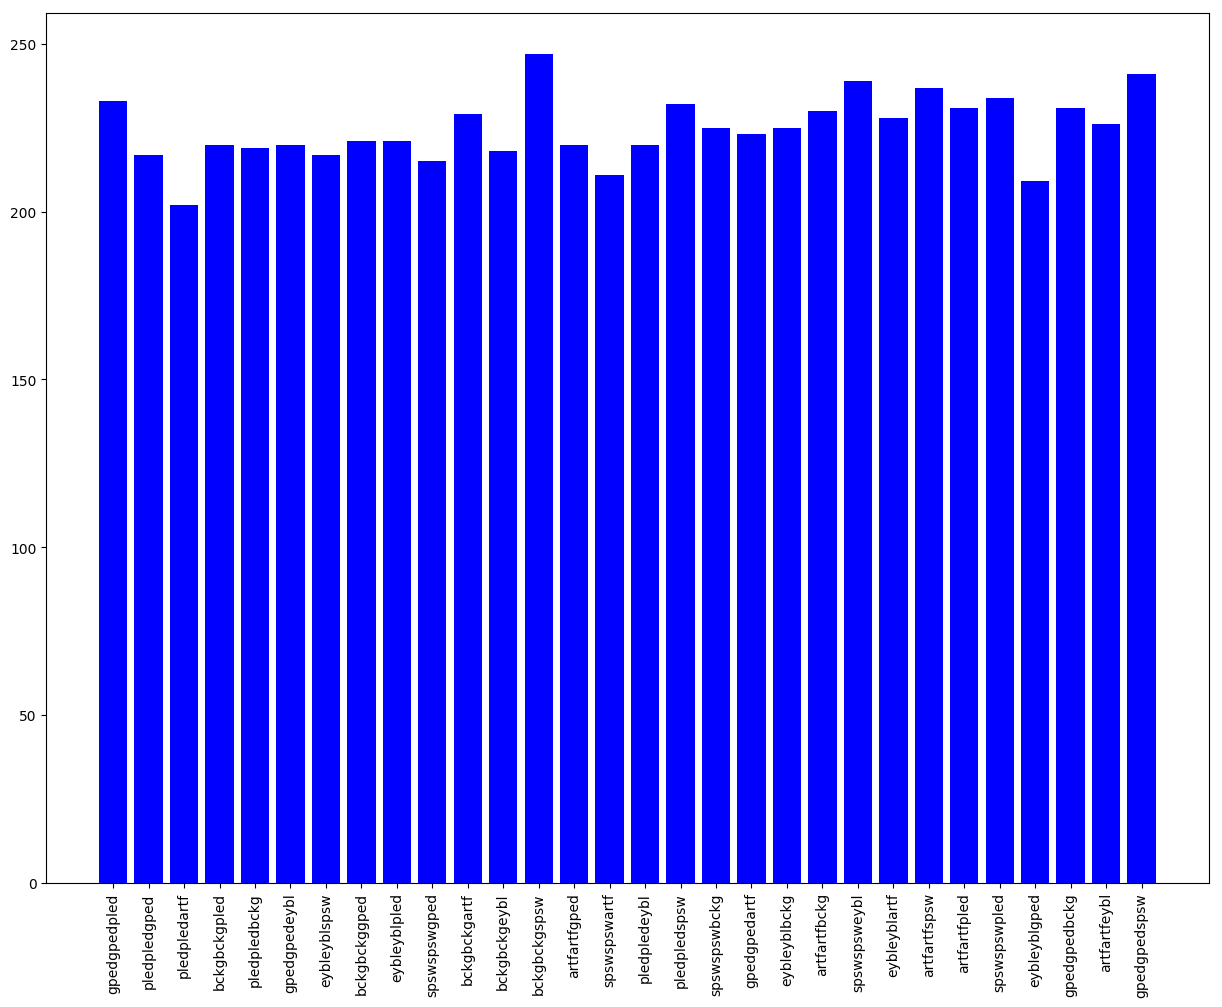 250
200
150
100
50
0
gpedgpedpled
pledpledgped
pledpledartf
bckgbckgpled
pledpledbckg
gpedgpedeybl
eybleyblspsw
bckgbckggped
eybleyblpled
spswspswgped
bckgbckgartf
bckgbckgeybl
bckgbckgspsw
artfartfgped
spswspswartf
pledpledeybl
pledpledspsw
spswspswbckg
gpedgpedartf
eybleyblbckg
artfartfbckg
spswspsweybl
eybleyblartf
artfartfspsw
artfartfpled
spswspswpled
eybleyblgped
gpedgpedbckg
artfartfeybl
gpedgpedspsw